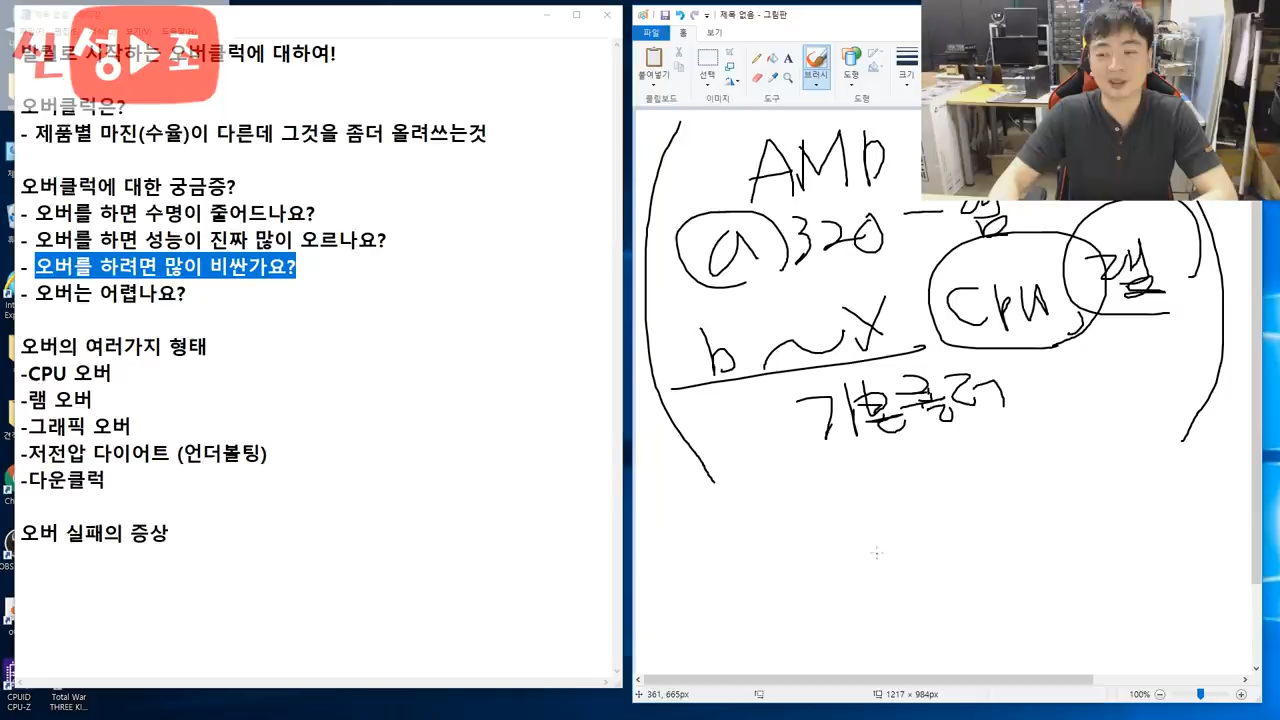 발퀄로 시작하는 오버클럭에 대하여!
신성조
오버클럭은?
- 제품별 마진(수율)이 다른데 그것을 좀더 올려쓰는것
오버클럭에 대한 궁금증?
- 오버를 하면 수명이 줄어드나요?
- 오버를 하면 성능이 진짜 많이 오르나요?
- 오버를 하려면 많이 비싼가요?
- 오버는 어렵나요?
오버의 여러가지 형태
-CPU 오버
-램 오버
-그래픽 오버
-저전압 다이어트 (언더볼팅)
-다운클럭
오버 실패의 증상
CPUID
CPU-Z
Total War
THREE KI...
제목 없음 - 그림판
파일
홈
보기
붙여넣기
선택
브러시
도형
크기
클립보드
이미지
도구
도형
AMD
a 320 -
CPU, 램
b ~ X
기본쿨러
361, 665px
1217 × 984px
100%